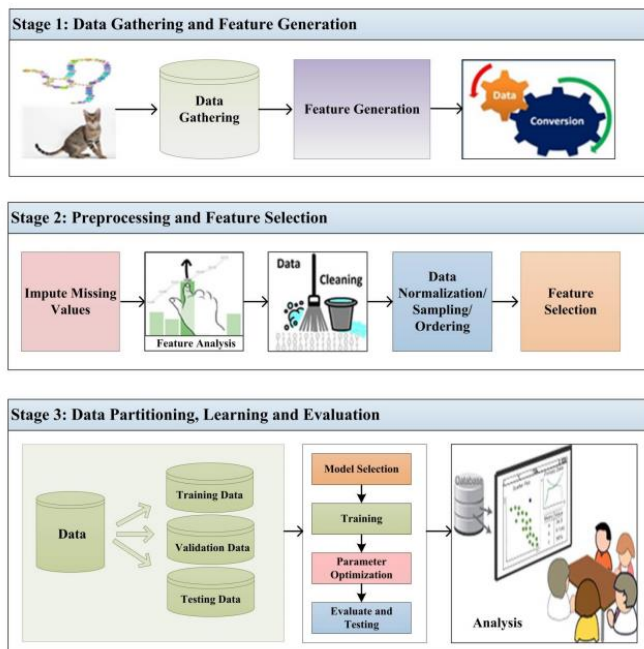 Stage 1: Data Gathering and Feature Generation
Data
Gathering
Feature Generation
Data
Conversion
Stage 2: Preprocessing and Feature Selection
Impute Missing
Values
Feature Analysis
Data
Cleaning
Data
Normalization/
Sampling/
Ordering
Feature
Selection
Stage 3: Data Partitioning, Learning and Evaluation
Data
Training Data
Validation Data
Testing Data
Model Selection
Training
Parameter
Optimization
Evaluate and
Testing
Database
Analysis